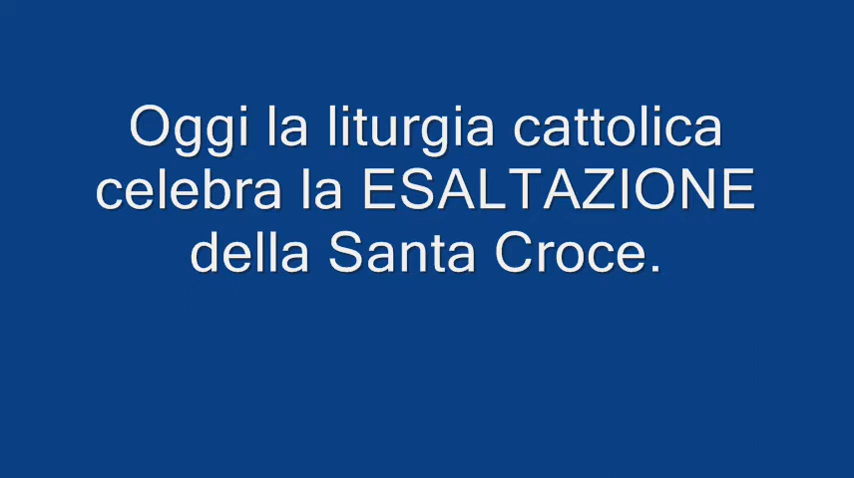 Oggi la liturgia cattolica
celebra la ESALTAZIONE
della Santa Croce.